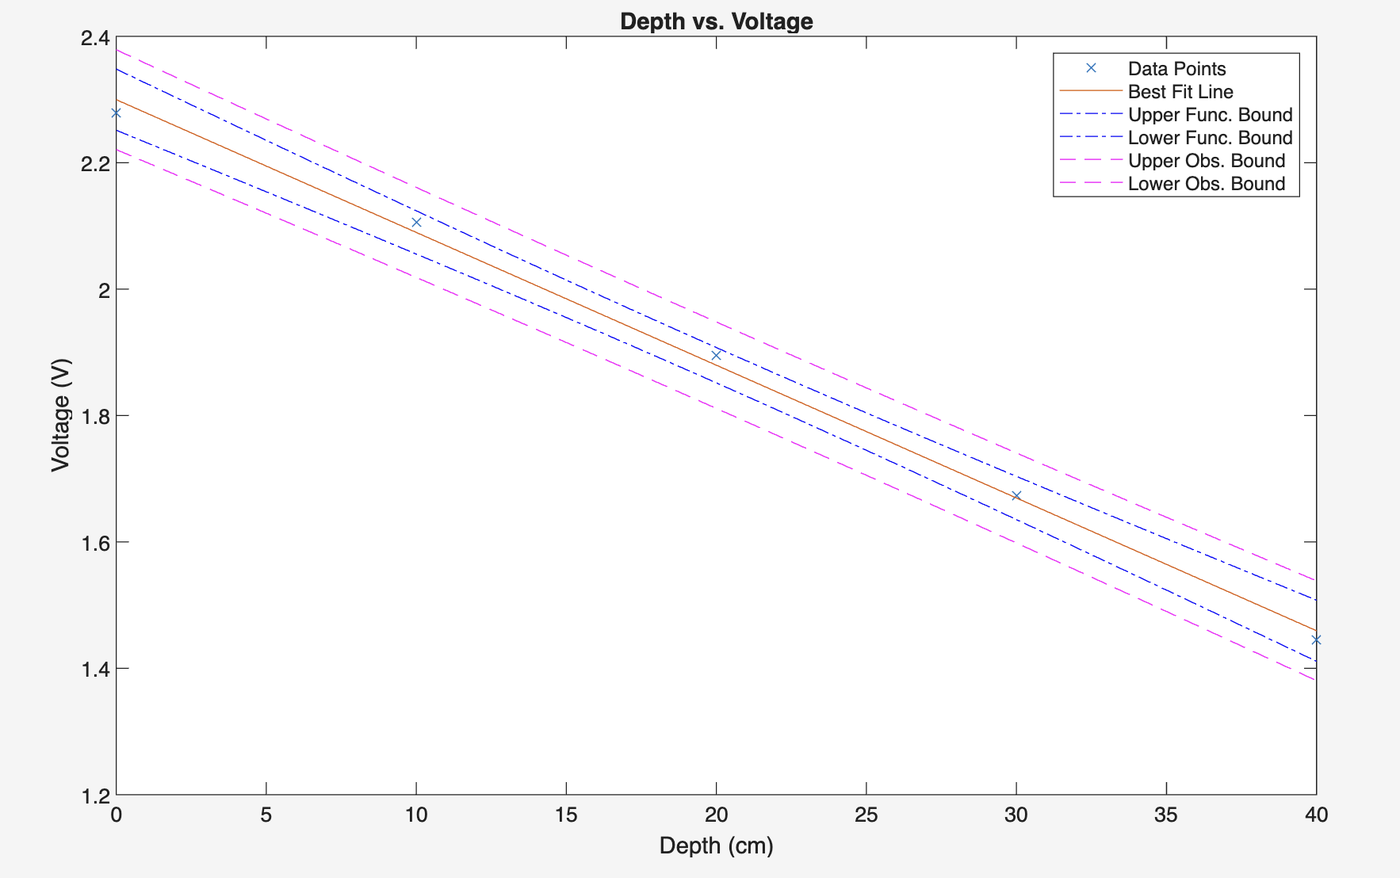 Depth vs. Voltage
2.4
2.2
2
1.8
1.6
1.4
1.2
Voltage (V)
Data Points
Best Fit Line
Upper Func. Bound
Lower Func. Bound
Upper Obs. Bound
Lower Obs. Bound
0 5 10 15 20 25 30 35 40
Depth (cm)